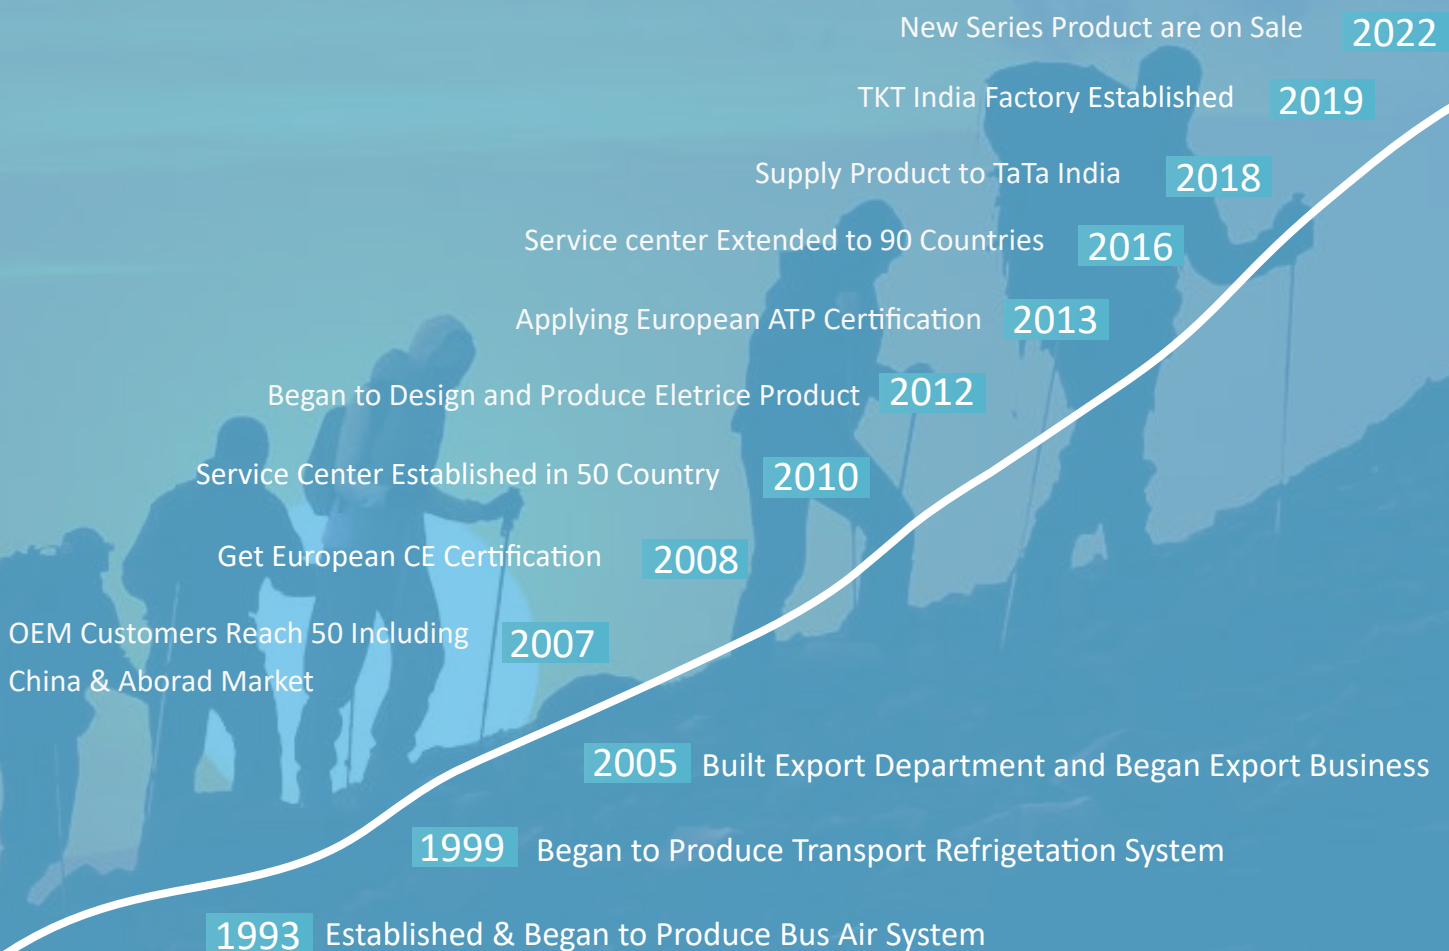 New Series Product are on Sale 2022
TKT India Factory Established 2019
Supply Product to TaTa India 2018
Service center Extended to 90 Countries 2016
Applying European ATP Certification 2013
Began to Design and Produce Eletrice Product 2012
Service Center Established in 50 Country 2010
Get European CE Certification 2008
OEM Customers Reach 50 Including 2007
China & Aborad Market
2005 Built Export Department and Began Export Business
1999 Began to Produce Transport Refrigetation System
1993 Established & Began to Produce Bus Air System